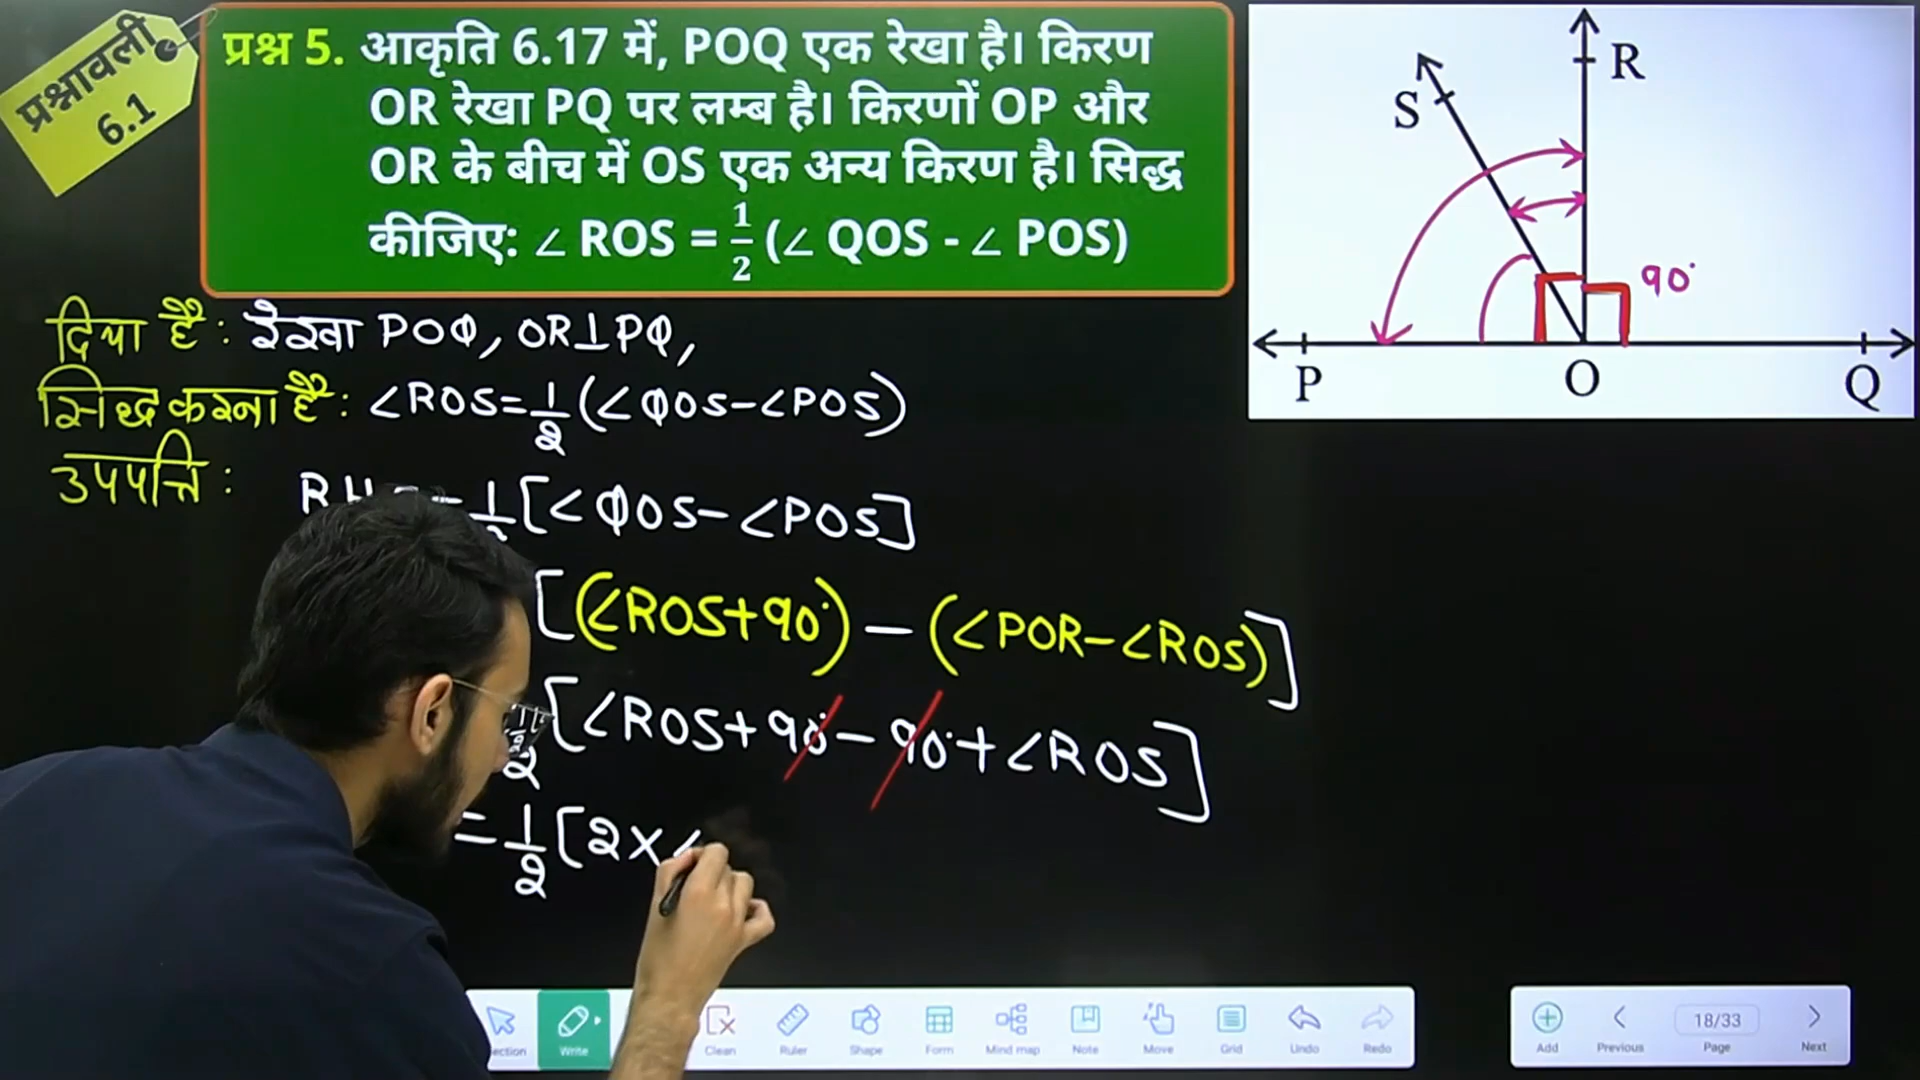 प्रश्नावली
6.1
प्रश्न 5. आकृति 6.17 में, POQ एक रेखा है। किरण
OR रेखा PQ पर लम्ब है। किरणों OP और
OR के बीच में OS एक अन्य किरण है। सिद्ध
कीजिए: ∠ ROS = 1/2 (∠ QOS - ∠ POS)
R
S
90°
P
O
Q
दिया है: रेखा POQ, OR⊥PQ,
सिद्ध करना है: ∠ROS=1/2(∠QOS-∠POS)
उपपत्ति:
=1/2[∠QOS-∠POS]
[(∠ROS+90°)-(∠POR-∠ROS)]
1/2[∠ROS+90°-90°+∠ROS]
=1/2[2×∠
Write
Clean
Ruler
Shape
Form
Mind map
Note
Move
Grid
Undo
Redo
Add
Previous
18/33
Page
Next